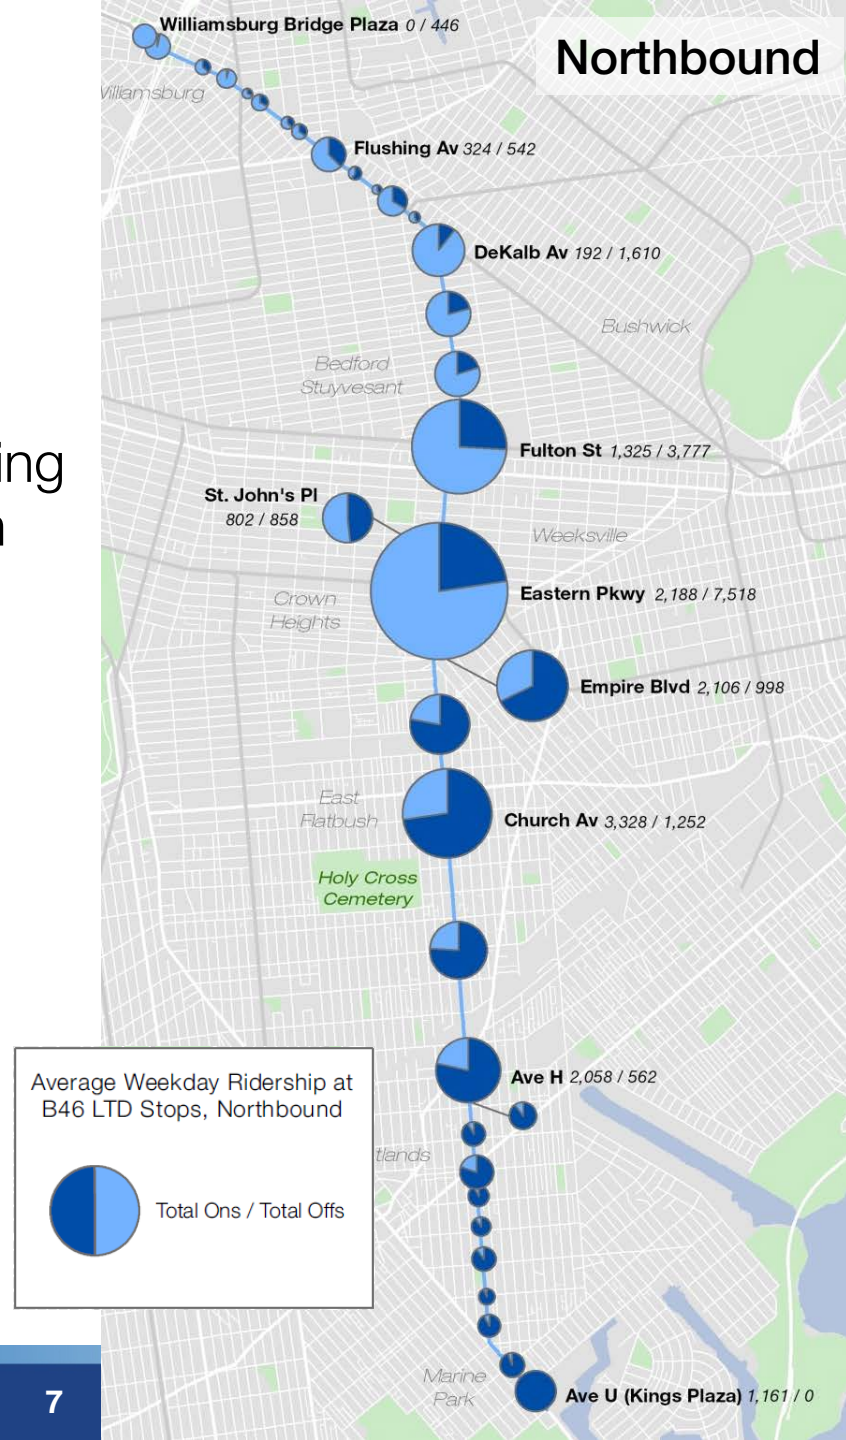 Williamsburg Bridge Plaza 0 / 446
Northbound
Williamsburg
Flushing Av 324 / 542
DeKalb Av 192 / 1,610
Bushwick
Bedford
Stuyvesant
ing
Fulton St 1,325 / 3,777
St. John's Pl
802 / 858
Weeksville
Eastern Pkwy 2,188 / 7,518
Crown
Heights
Empire Blvd 2,106 / 998
East
Flatbush
Church Av 3,328 / 1,252
Holy Cross
Cemetery
Average Weekday Ridership at
B46 LTD Stops, Northbound
Total Ons / Total Offs
Ave H 2,058 / 562
tlands
Marine
Park
Ave U (Kings Plaza) 1,161 / 0
7